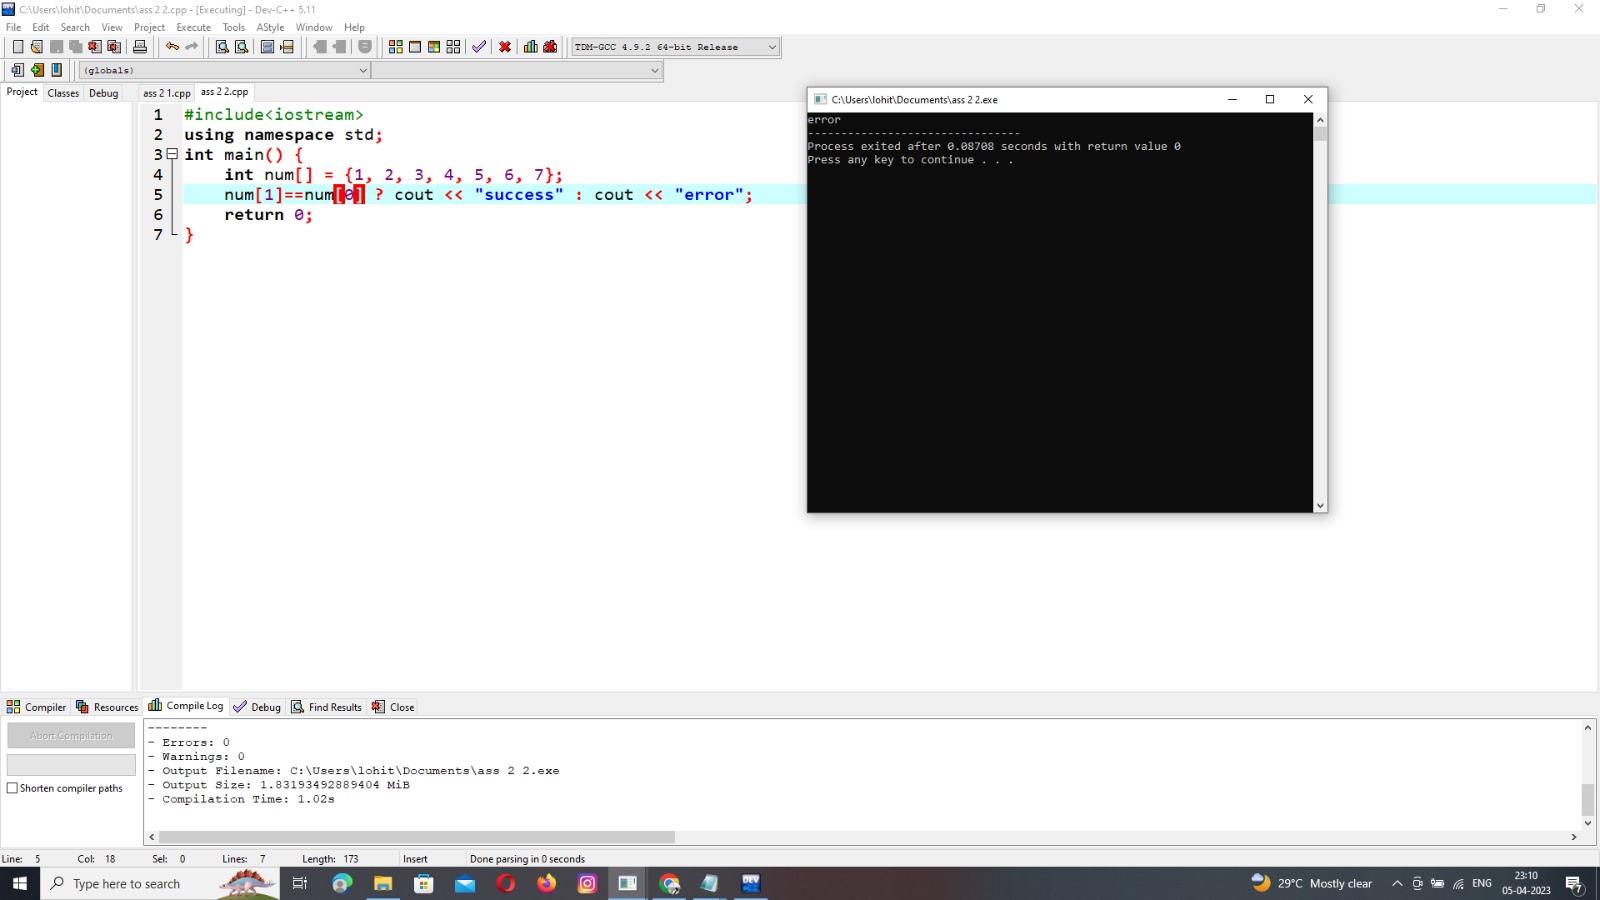 C:\Users\lohit\Documents\ass 2 2.cpp - [Executing] - Dev-C++ 5.11
File Edit Search View Project Execute Tools AStyle Window Help
TDM-GCC 4.9.2 64-bit Release
(globals)
Project Classes Debug ass 2 1.cpp ass 2 2.cpp
1 #include<iostream>
2 using namespace std;
3 int main() {
4 int num[] = {1, 2, 3, 4, 5, 6, 7};
5 num[1]==num[0] ? cout << "success" : cout << "error";
6 return 0;
7 }
C:\Users\lohit\Documents\ass 2 2.exe
error
--------------------------------
Process exited after 0.08708 seconds with return value 0
Press any key to continue . . .
Compiler Resources Compile Log Debug Find Results Close
Abort Compilation
Shorten compiler paths
--------
- Errors: 0
- Warnings: 0
- Output Filename: C:\Users\lohit\Documents\ass 2 2.exe
- Output Size: 1.83193492889404 MiB
- Compilation Time: 1.02s
Line: 5 Col: 18 Sel: 0 Lines: 7 Length: 173 Insert Done parsing in 0 seconds
Type here to search
DEV
29°C Mostly clear
ENG
23:10
05-04-2023
7